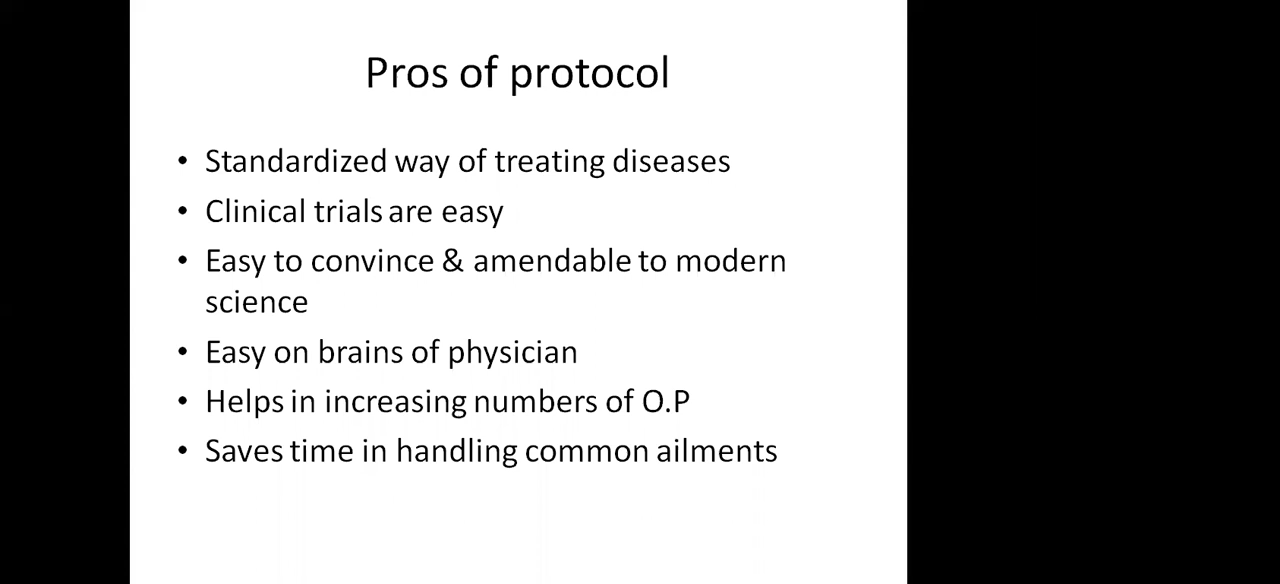 Pros of protocol
• Standardized way of treating diseases
• Clinical trials are easy
• Easy to convince & amendable to modern
science
• Easy on brains of physician
• Helps in increasing numbers of O.P
• Saves time in handling common ailments